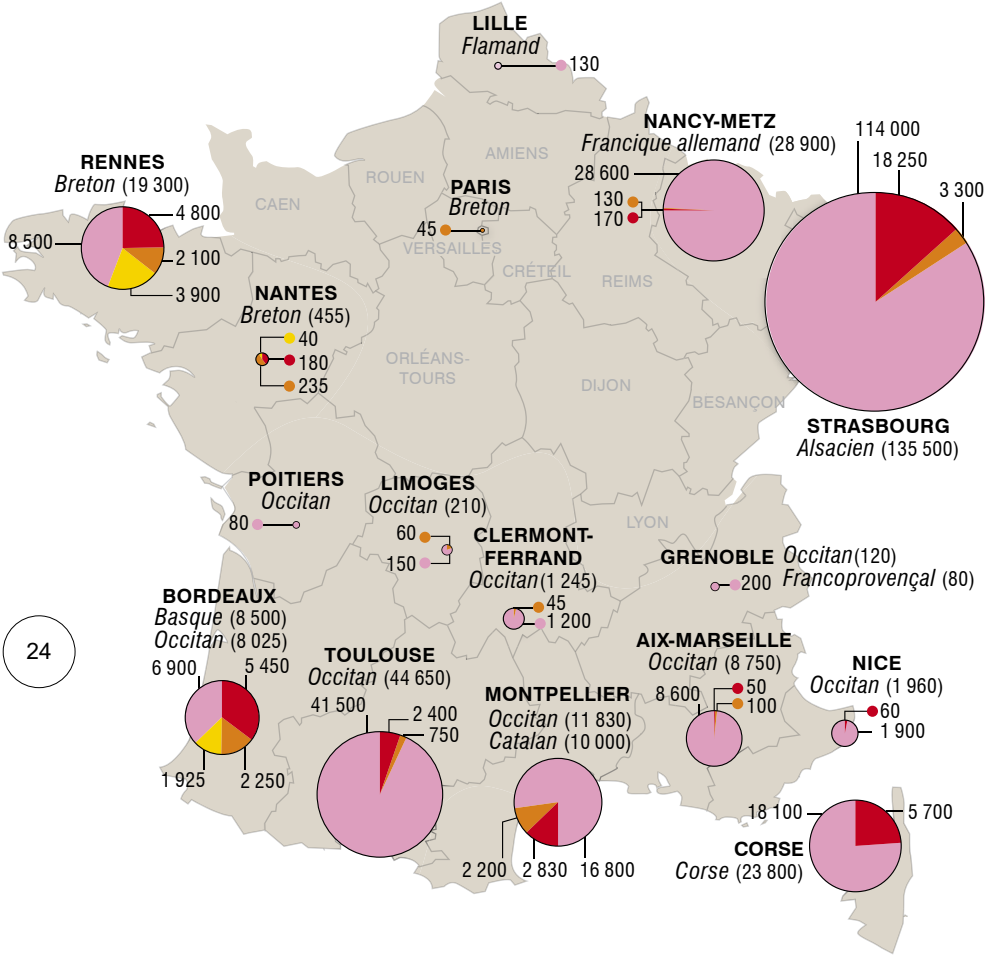 LILLE
Flamand
130
NANCY-METZ
Francique allemand (28 900)
28 600
130
170
114 000
18 250
3 300
STRASBOURG
Alsacien (135 500)
RENNES
Breton (19 300)
4 800
8 500
2 100
3 900
AMIENS
ROUEN
CAEN
PARIS
Breton
45
VERSAILLES
CRÉTEIL
REIMS
NANTES
Breton (455)
40
180
235
ORLÉANS-
TOURS
DIJON
BESANÇON
POITIERS
Occitan
80
LIMOGES
Occitan (210)
60
150
CLERMONT-
FERRAND
Occitan(1 245)
45
1 200
LYON
GRENOBLE
Occitan(120)
Francoprovençal (80)
200
BORDEAUX
Basque (8 500)
Occitan (8 025)
6 900
5 450
1 925
2 250
24
TOULOUSE
Occitan (44 650)
41 500
2 400
750
MONTPELLIER
Occitan (11 830)
Catalan (10 000)
2 200
2 830
16 800
AIX-MARSEILLE
Occitan (8 750)
8 600
50
100
NICE
Occitan (1 960)
60
1 900
18 100
5 700
CORSE
Corse (23 800)